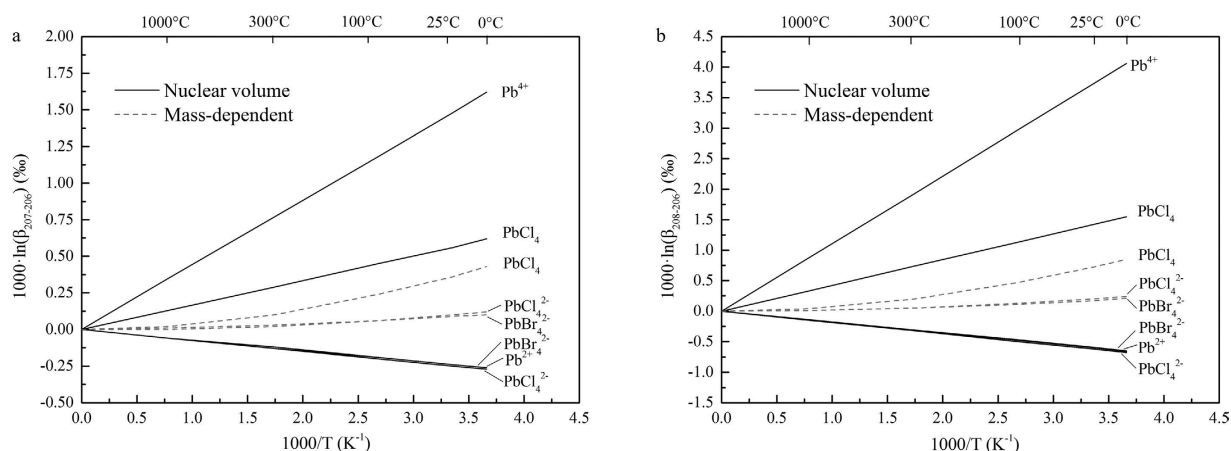 a
1000°C 300°C 100°C 25°C 0°C
2.00
1.75
1.50
1.25
1.00
0.75
0.50
0.25
0.00
-0.25
-0.50
1000·ln(β207-206) (‰)
Nuclear volume
Mass-dependent
Pb4+
PbCl4
PbCl4
PbCl42-
PbBr42-
PbBr42-
Pb2+4
PbCl42-
0.0 0.5 1.0 1.5 2.0 2.5 3.0 3.5 4.0 4.5
1000/T (K-1)
b
1000°C 300°C 100°C 25°C 0°C
4.5
4.0
3.5
3.0
2.5
2.0
1.5
1.0
0.5
0.0
-0.5
-1.0
-1.5
1000·ln(β208-206) (‰)
Nuclear volume
Mass-dependent
Pb4+
PbCl4
PbCl4
PbCl42-
PbBr42-
PbBr42-
Pb2+
PbCl42-
0.0 0.5 1.0 1.5 2.0 2.5 3.0 3.5 4.0 4.5
1000/T (K-1)